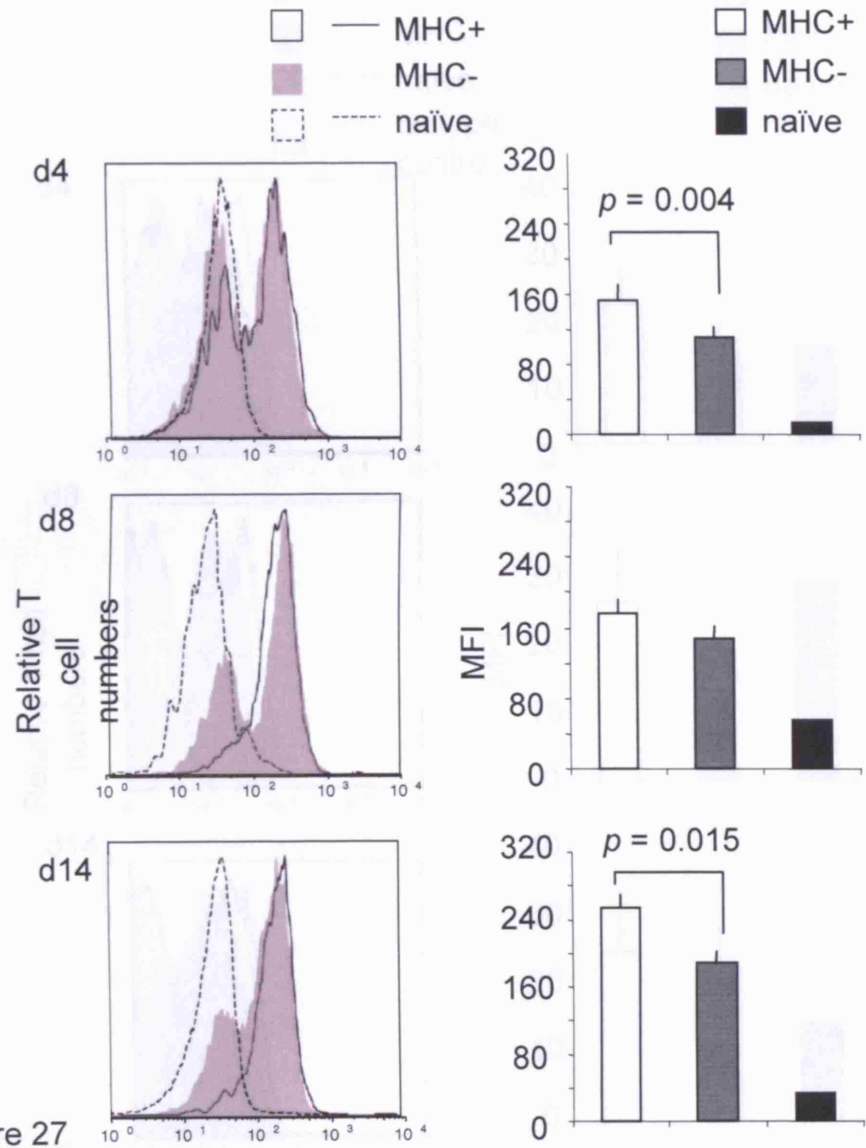 MHC+
MHC-
naïve
MHC+
MHC-
naïve
d4
10^0 10^1 10^2 10^3 10^4
320
240
160
80
0
p = 0.004
d8
Relative T
cell
numbers
10^0 10^1 10^2 10^3 10^4
MFI
320
240
160
80
0
d14
10^0 10^1 10^2 10^3 10^4
320
240
160
80
0
p = 0.015
re 27